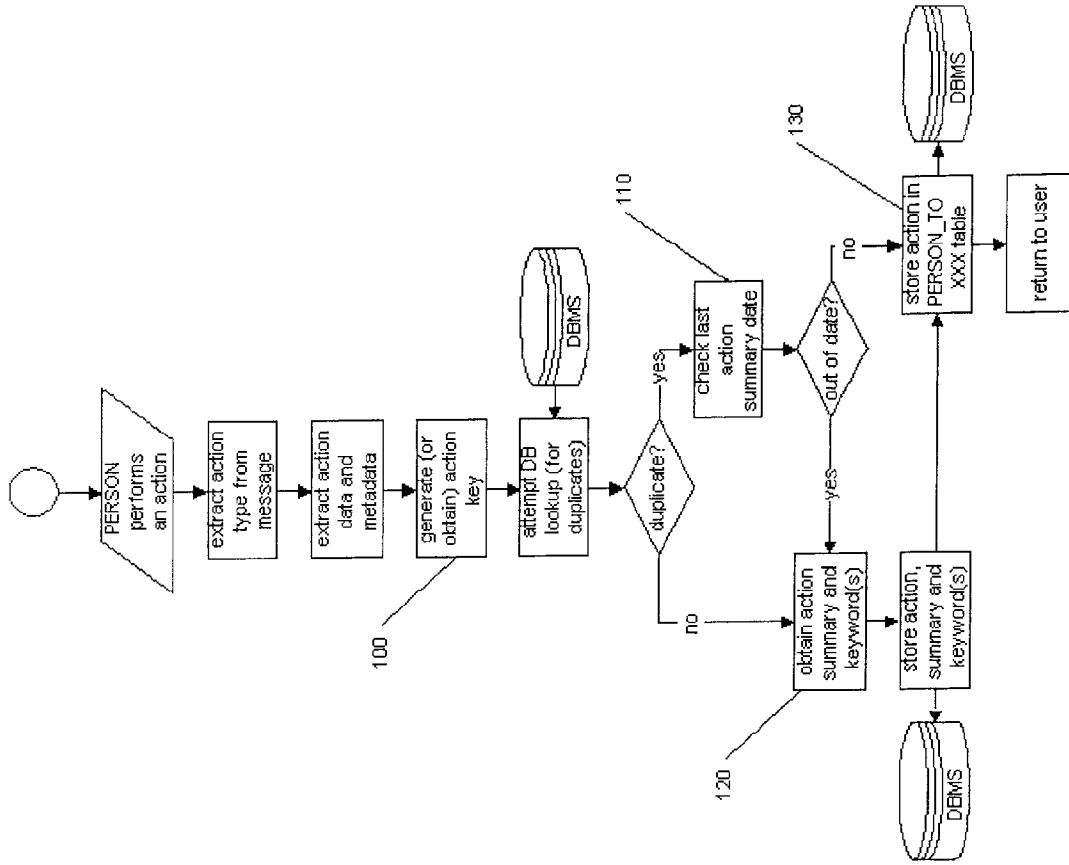 PERSON
performs
an action
extract action
type from
message
extract action
data and
metadata
generate (or
obtain) action
key
100
attempt DB
lookup (for
duplicates)
DBMS
duplicate?
yes
no
check last
action
summary date
110
out of date?
yes
no
obtain action
summary and
keyword(s)
120
store action,
summary and
keyword(s)
DBMS
store action in
PERSON_TO
XXX table
130
DBMS
return to user